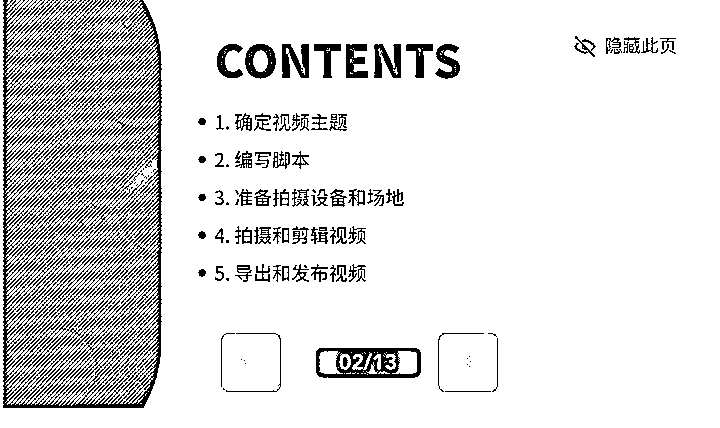 CONTENTS
隐藏此页
• 1. 确定视频主题
• 2. 编写脚本
• 3. 准备拍摄设备和场地
• 4. 拍摄和剪辑视频
• 5. 导出和发布视频
02/13